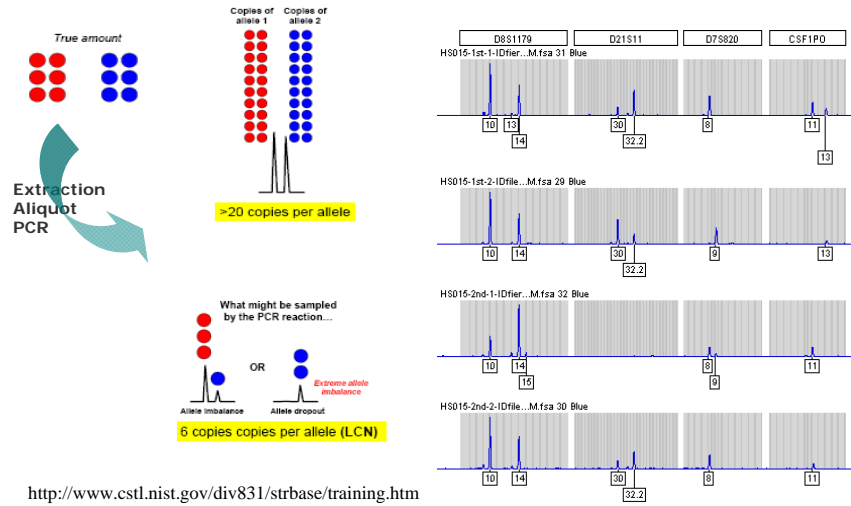 True amount
Copies of allele 1
Copies of allele 2
Extraction
Aliquot
PCR
>20 copies per allele
What might be sampled
by the PCR reaction...
OR
Extreme allele
imbalance
Allele imbalance
Allele dropout
6 copies copies per allele (LCN)
http://www.cstl.nist.gov/div831/strbase/training.htm
D8S1179 D21S11 D7S820 CSF1PO
HS015-1st-1-IDfier...M.fsa 31 Blue
10 13 30 8 11
14 32.2 13
HS015-1st-2-IDfile...M.fsa 29 Blue
10 14 30 9 13
32.2
HS015-2nd-1-IDfier...M.fsa 32 Blue
10 14 8 11
15 9
HS015-2nd-2-IDfile...M.fsa 30 Blue
10 14 30 8 11
32.2